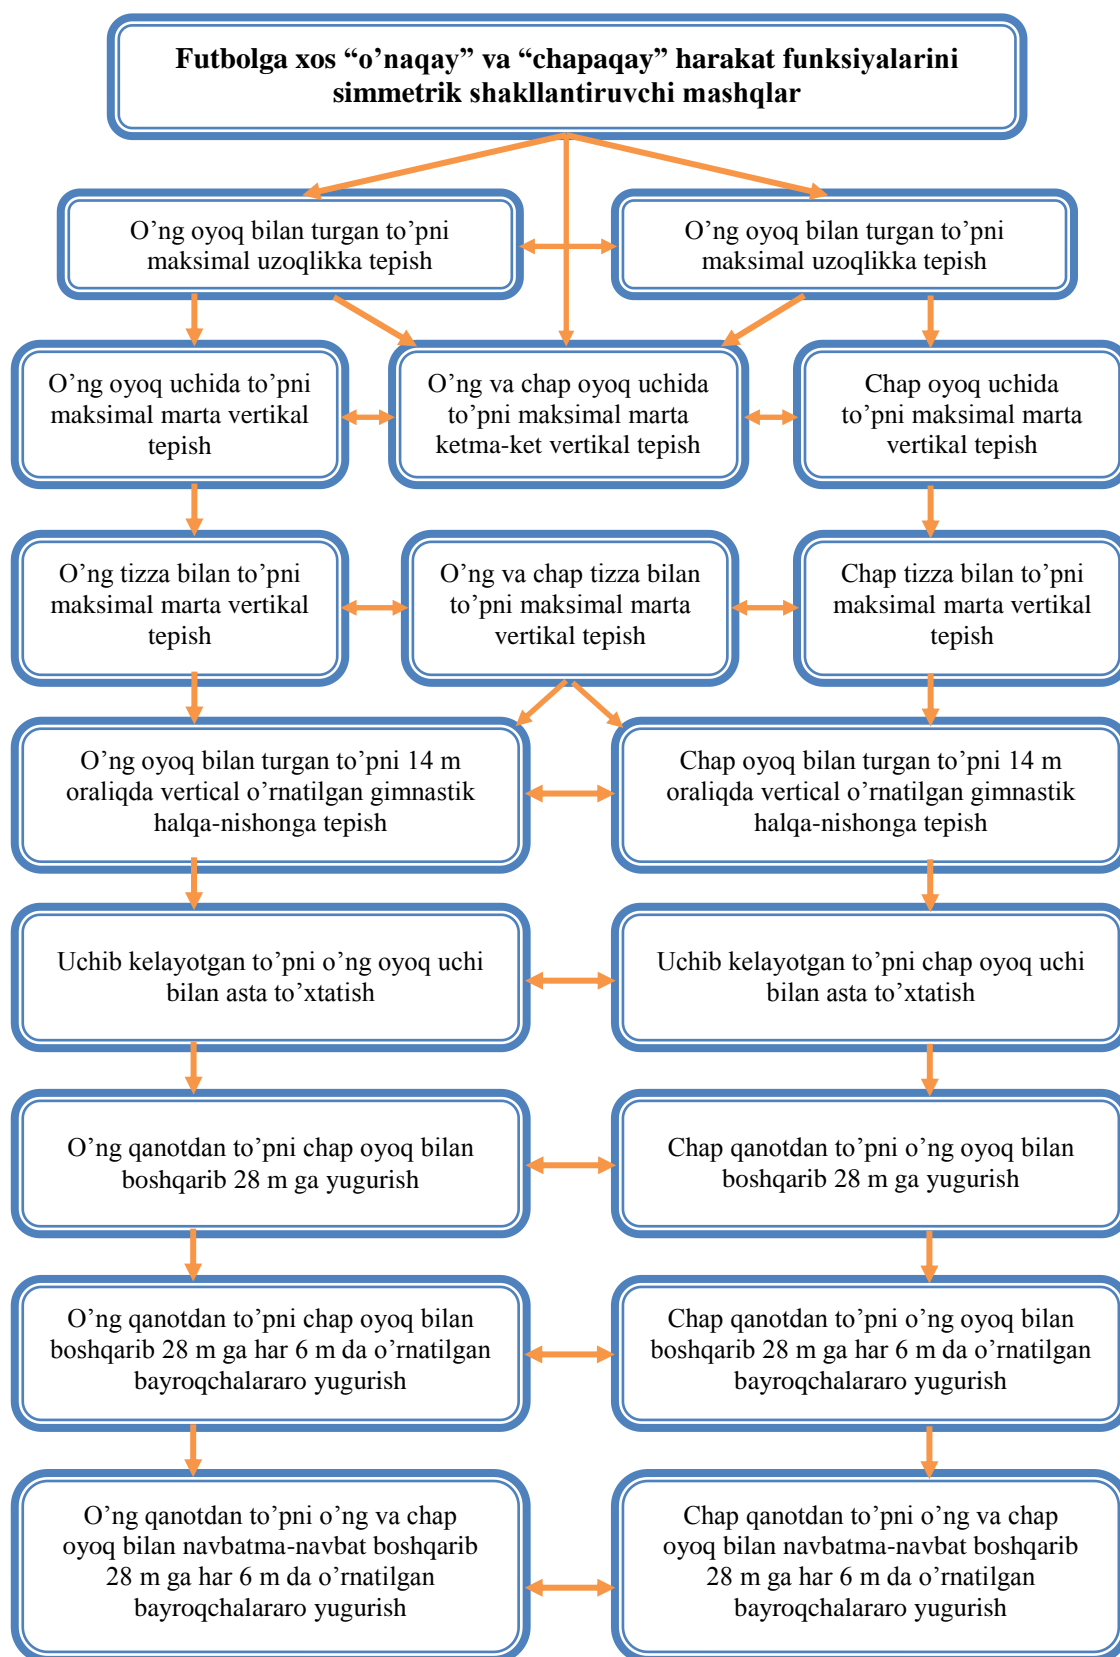 Futbolga xos “o’naqay” va “chapaqay” harakat funksiyalarini
simmetrik shakllantiruvchi mashqlar
O’ng oyoq bilan turgan to’pni
maksimal uzoqlikka tepish
O’ng oyoq bilan turgan to’pni
maksimal uzoqlikka tepish
O’ng oyoq uchida to’pni
maksimal marta vertikal
tepish
O’ng va chap oyoq uchida
to’pni maksimal marta
ketma-ket vertikal tepish
Chap oyoq uchida
to’pni maksimal marta
vertikal tepish
O’ng tizza bilan to’pni
maksimal marta vertikal
tepish
O’ng va chap tizza bilan
to’pni maksimal marta
vertikal tepish
Chap tizza bilan to’pni
maksimal marta vertikal
tepish
O’ng oyoq bilan turgan to’pni 14 m
oraliqda vertical o’rnatilgan gimnastik
halqa-nishonga tepish
Chap oyoq bilan turgan to’pni 14 m
oraliqda vertical o’rnatilgan gimnastik
halqa-nishonga tepish
Uchib kelayotgan to’pni o’ng oyoq uchi
bilan asta to’xtatish
Uchib kelayotgan to’pni chap oyoq uchi
bilan asta to’xtatish
O’ng qanotdan to’pni chap oyoq bilan
boshqarib 28 m ga yugurish
Chap qanotdan to’pni o’ng oyoq bilan
boshqarib 28 m ga yugurish
O’ng qanotdan to’pni chap oyoq bilan
boshqarib 28 m ga har 6 m da o’rnatilgan
bayroqchalararo yugurish
Chap qanotdan to’pni o’ng oyoq bilan
boshqarib 28 m ga har 6 m da o’rnatilgan
bayroqchalararo yugurish
O’ng qanotdan to’pni o’ng va chap
oyoq bilan navbatma-navbat boshqarib
28 m ga har 6 m da o’rnatilgan
bayroqchalararo yugurish
Chap qanotdan to’pni o’ng va chap
oyoq bilan navbatma-navbat boshqarib
28 m ga har 6 m da o’rnatilgan
bayroqchalararo yugurish